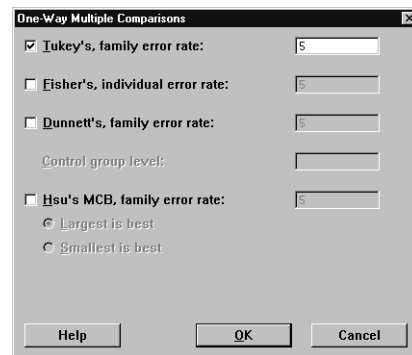 One-Way Multiple Comparisons
Tukey's, family error rate: 5
Fisher's, individual error rate: 5
Dunnett's, family error rate: 5
Control group level:
Hsu's MCB, family error rate: 5
Largest is best
Smallest is best
Help OK Cancel